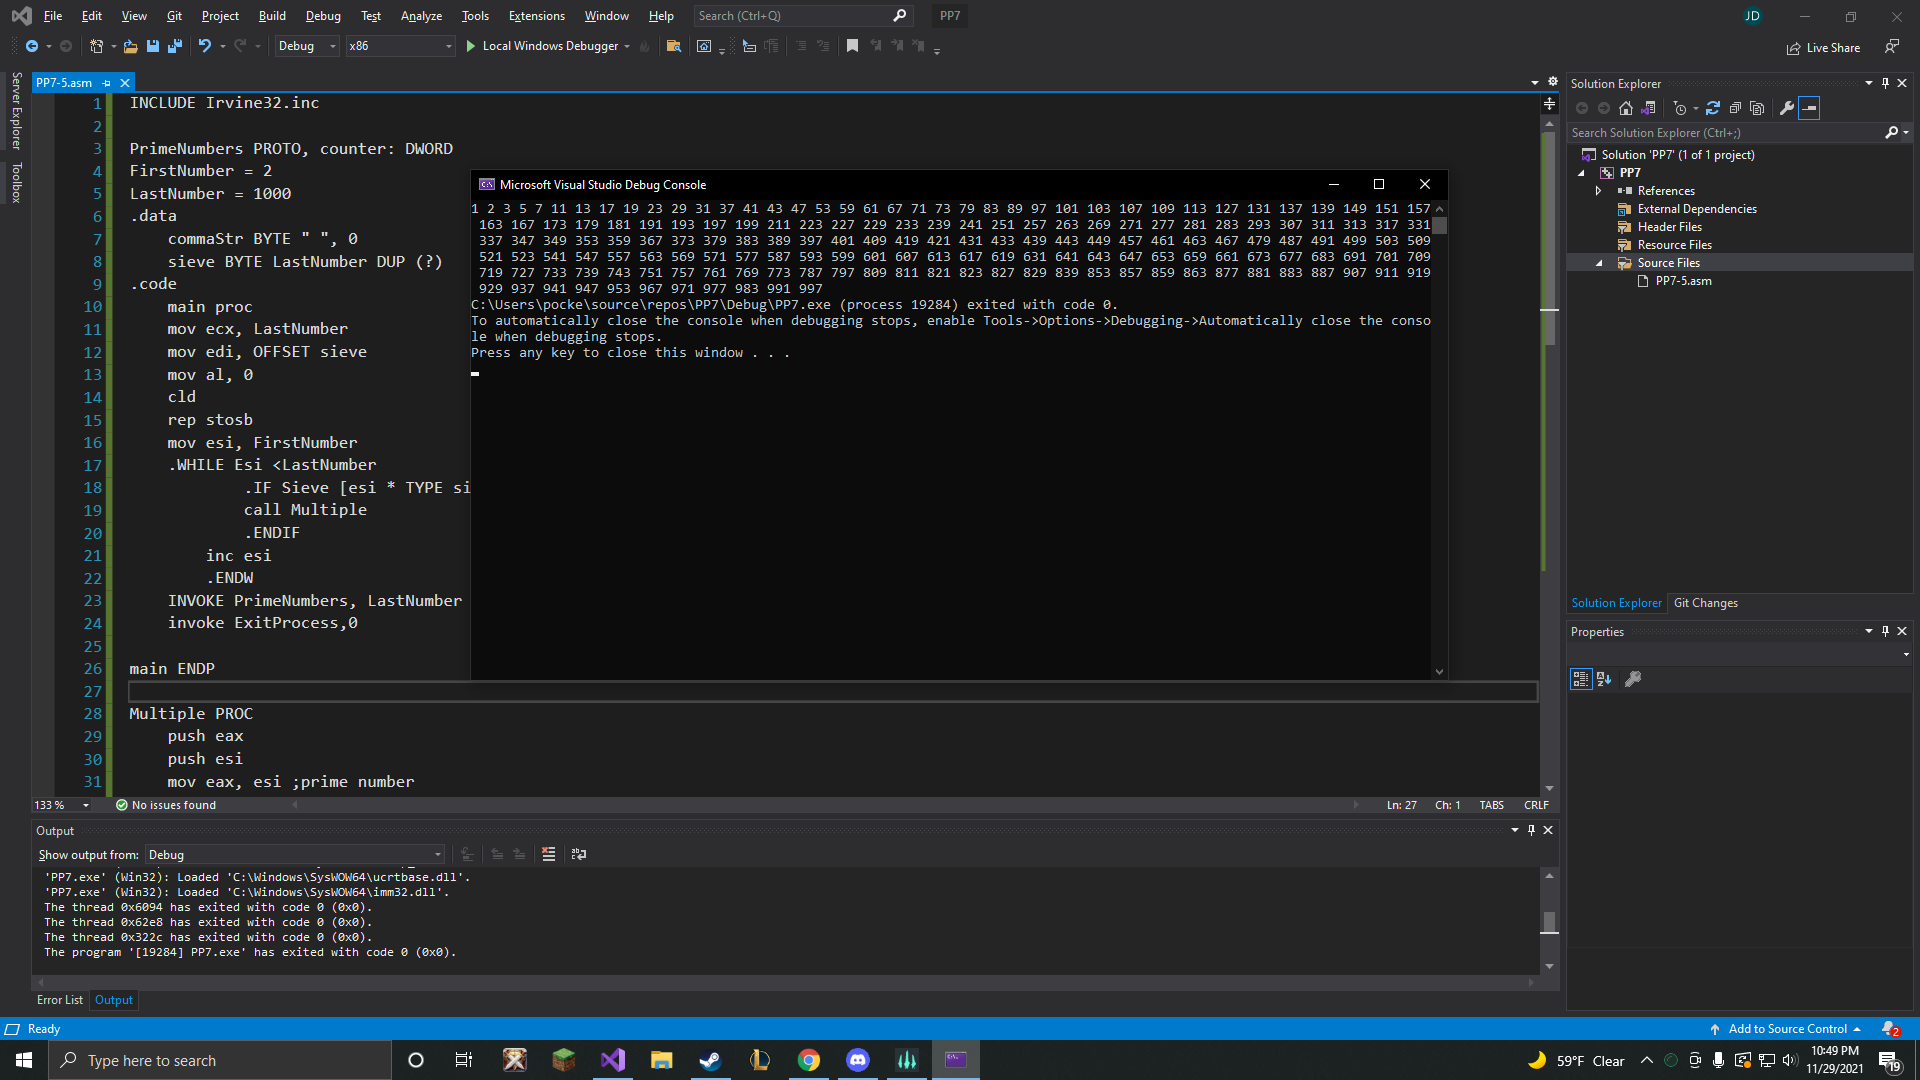 File Edit View Git Project Build Debug Test Analyze Tools Extensions Window Help Search (Ctrl+Q) PP7 JD
Debug x86 Local Windows Debugger Live Share
Server Explorer
Toolbox
PP7-5.asm
1 INCLUDE Irvine32.inc
2
3 PrimeNumbers PROTO, counter: DWORD
4 FirstNumber = 2
5 LastNumber = 1000
6 .data
7 commaStr BYTE " ", 0
8 sieve BYTE LastNumber DUP (?)
9 .code
10 main proc
11 mov ecx, LastNumber
12 mov edi, OFFSET sieve
13 mov al, 0
14 cld
15 rep stosb
16 mov esi, FirstNumber
17 .WHILE Esi <LastNumber
18 .IF Sieve [esi * TYPE si
19 call Multiple
20 .ENDIF
21 inc esi
22 .ENDW
23 INVOKE PrimeNumbers, LastNumber
24 invoke ExitProcess,0
25
26 main ENDP
27
28 Multiple PROC
29 push eax
30 push esi
31 mov eax, esi ;prime number
133 % No issues found Ln: 27 Ch: 1 TABS CRLF
Microsoft Visual Studio Debug Console
1 2 3 5 7 11 13 17 19 23 29 31 37 41 43 47 53 59 61 67 71 73 79 83 89 97 101 103 107 109 113 127 131 137 139 149 151 157
163 167 173 179 181 191 193 197 199 211 223 227 229 233 239 241 251 257 263 269 271 277 281 283 293 307 311 313 317 331
337 347 349 353 359 367 373 379 383 389 397 401 409 419 421 431 433 439 443 449 457 461 463 467 479 487 491 499 503 509
521 523 541 547 557 563 569 571 577 587 593 599 601 607 613 617 619 631 641 643 647 653 659 661 673 677 683 691 701 709
719 727 733 739 743 751 757 761 769 773 787 797 809 811 821 823 827 829 839 853 857 859 863 877 881 883 887 907 911 919
929 937 941 947 953 967 971 977 983 991 997
C:\Users\pocke\source\repos\PP7\Debug\PP7.exe (process 19284) exited with code 0.
To automatically close the console when debugging stops, enable Tools->Options->Debugging->Automatically close the conso
le when debugging stops.
Press any key to close this window . . .
Solution Explorer
Search Solution Explorer (Ctrl+;)
Solution 'PP7' (1 of 1 project)
PP7
References
External Dependencies
Header Files
Resource Files
Source Files
PP7-5.asm
Solution Explorer Git Changes
Properties
Output
Show output from: Debug
'PP7.exe' (Win32): Loaded 'C:\Windows\SysWOW64\ucrtbase.dll'.
'PP7.exe' (Win32): Loaded 'C:\Windows\SysWOW64\imm32.dll'.
The thread 0x6094 has exited with code 0 (0x0).
The thread 0x62e8 has exited with code 0 (0x0).
The thread 0x322c has exited with code 0 (0x0).
The program '[19284] PP7.exe' has exited with code 0 (0x0).
Error List Output
Ready Add to Source Control 2
Type here to search 59°F Clear 10:49 PM
11/29/2021 19